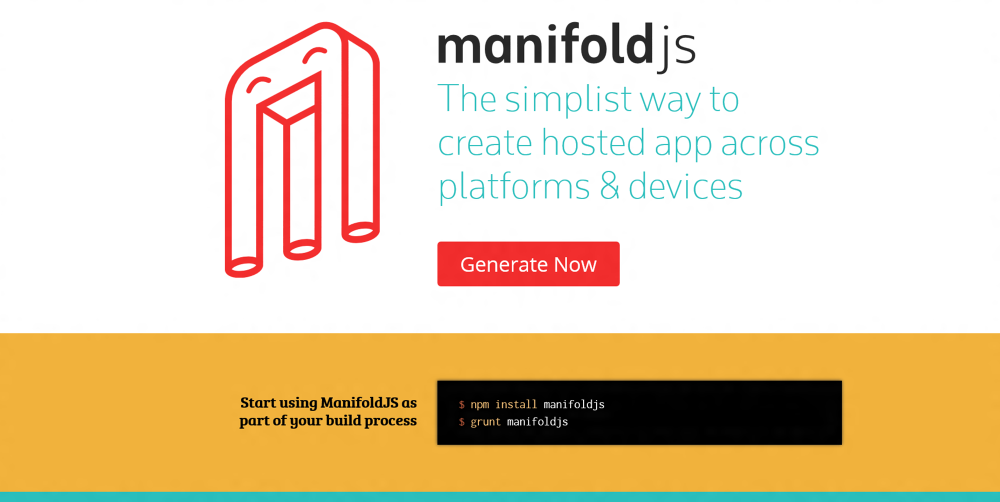 manifoldjs
The simplist way to
create hosted app across
platforms & devices
Generate Now
Start using ManifoldJS as
part of your build process
$ npm install manifoldjs
$ grunt manifoldjs